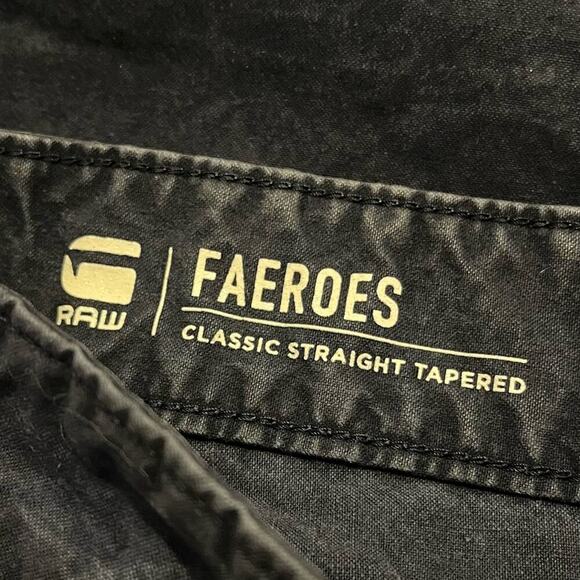 G
RAW
FAEROES
CLASSIC STRAIGHT TAPERED